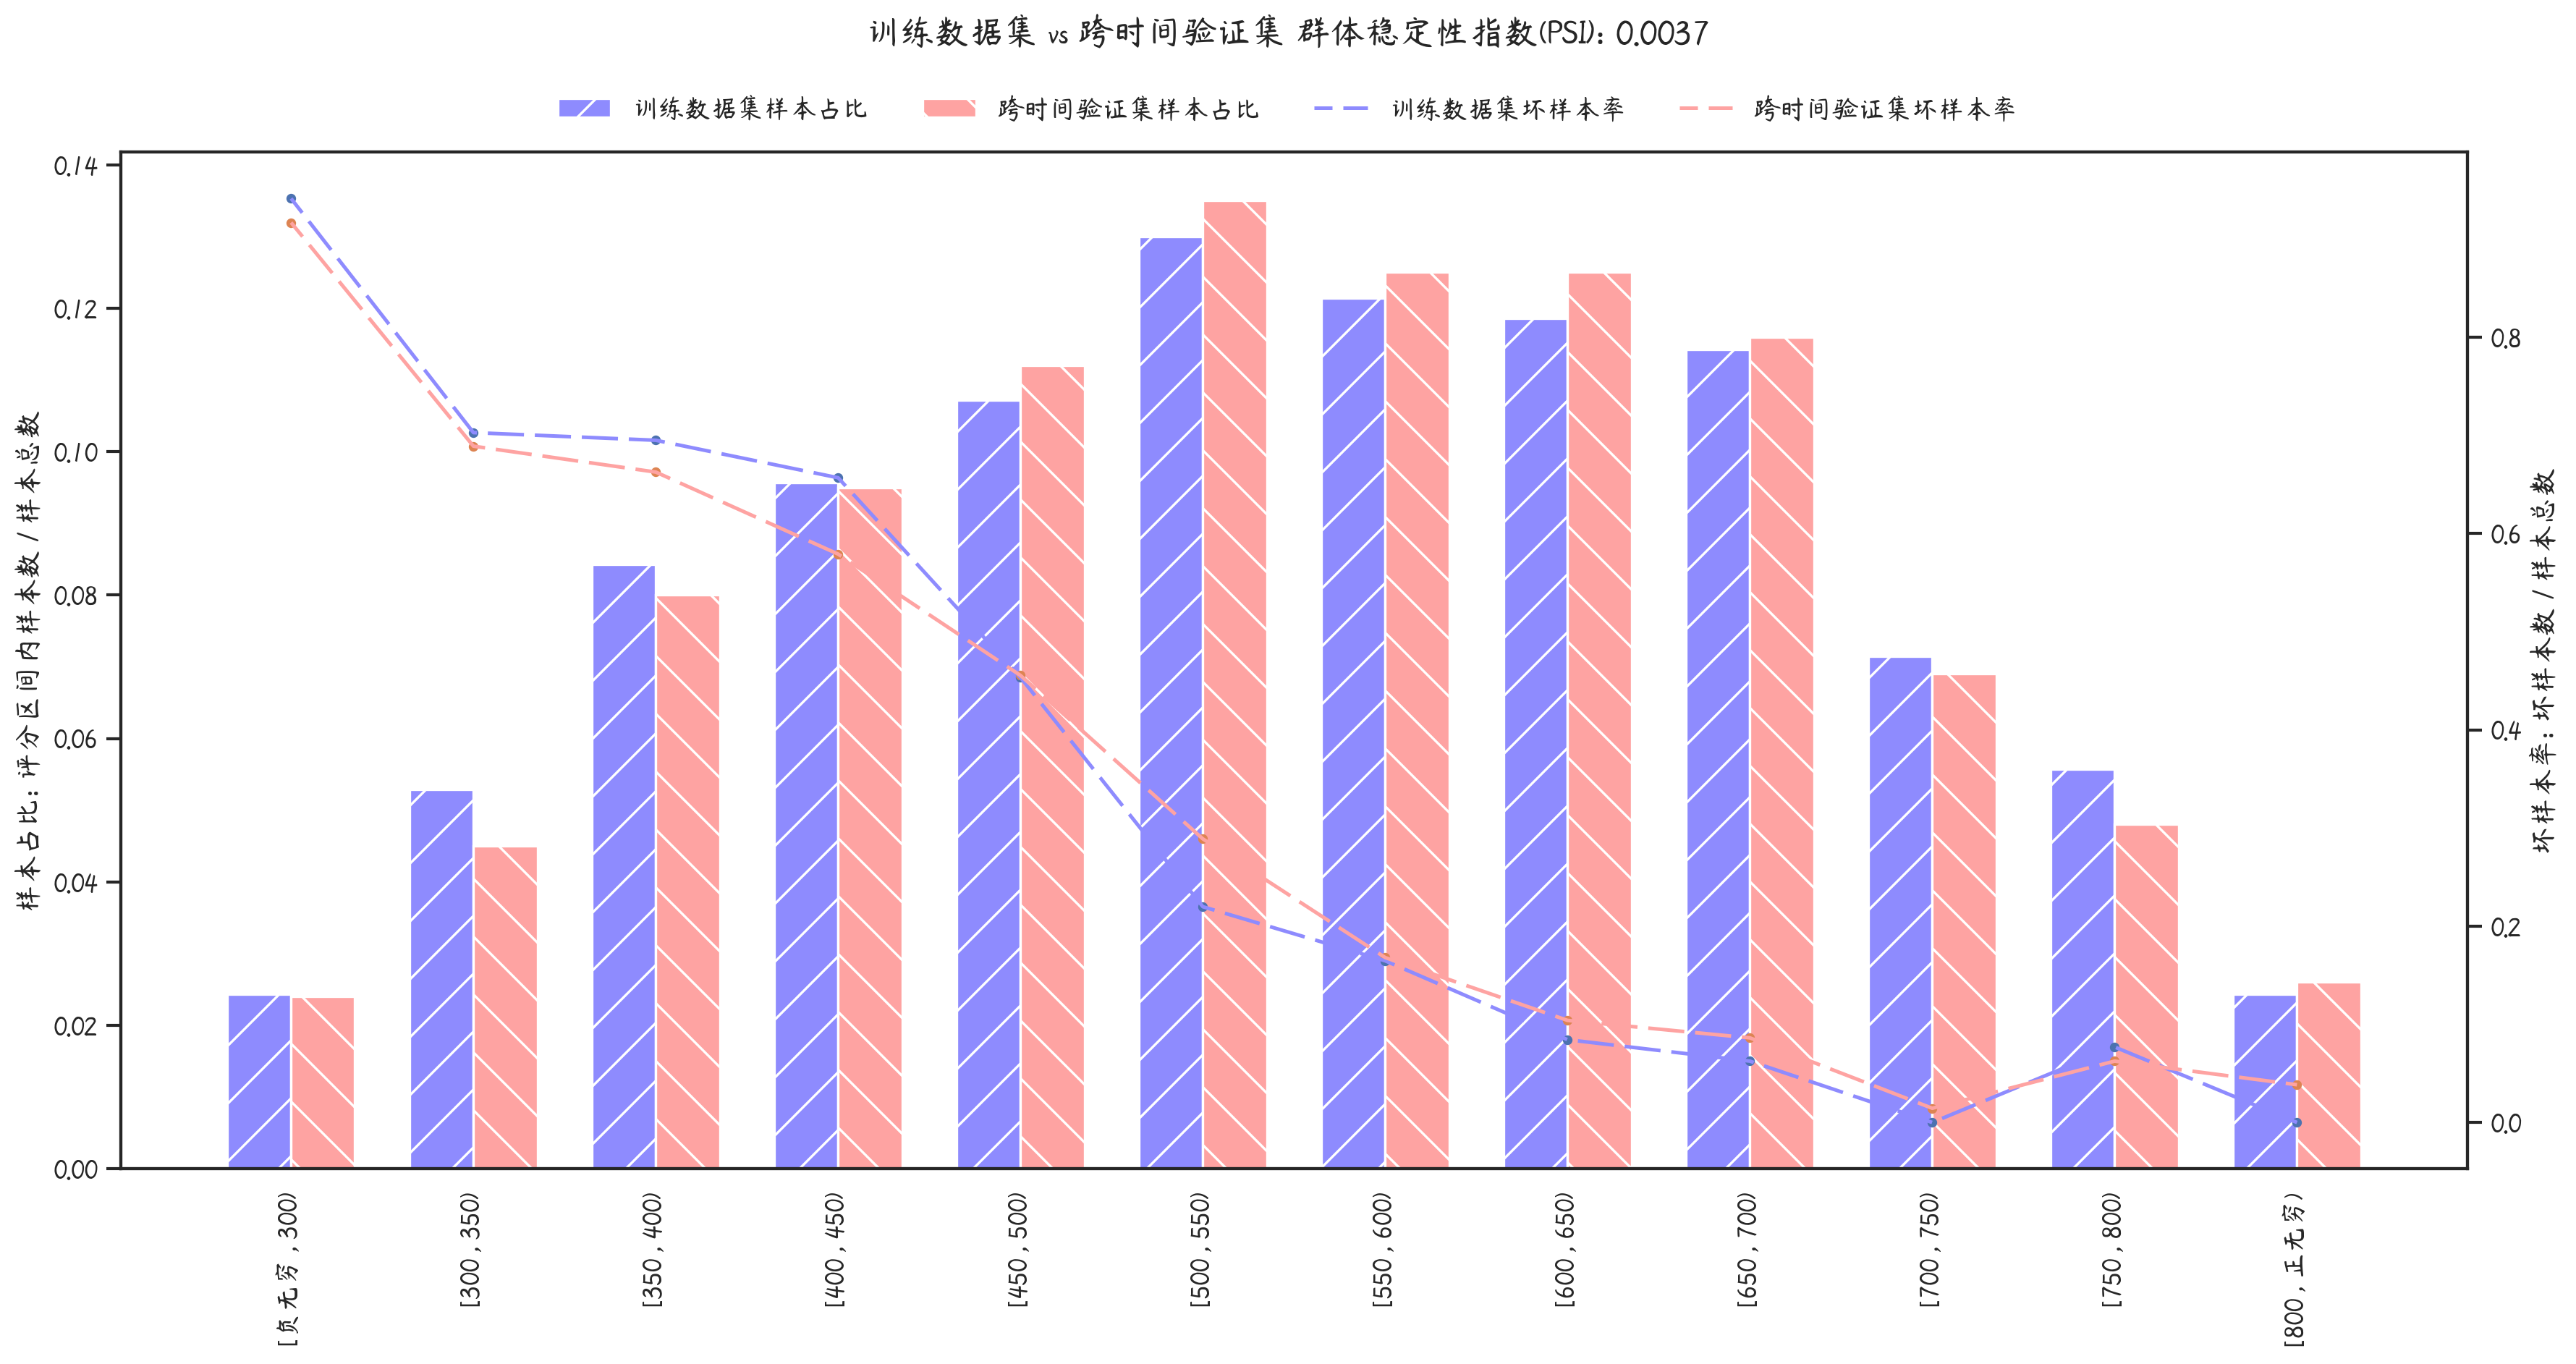 训练数据集 vs 跨时间验证集 群体稳定性指数(PSI): 0.0037
训练数据集样本占比 跨时间验证集样本占比 训练数据集坏样本率 跨时间验证集坏样本率
样本占比: 评分区间内样本数 / 样本总数
0.14
0.12
0.10
0.08
0.06
0.04
0.02
0.00
0.8
0.6
0.4
0.2
0.0
坏样本率: 坏样本数 / 样本总数
[负无穷 , 300)
[300 , 350)
[350 , 400)
[400 , 450)
[450 , 500)
[500 , 550)
[550 , 600)
[600 , 650)
[650 , 700)
[700 , 750)
[750 , 800)
[800 , 正无穷)